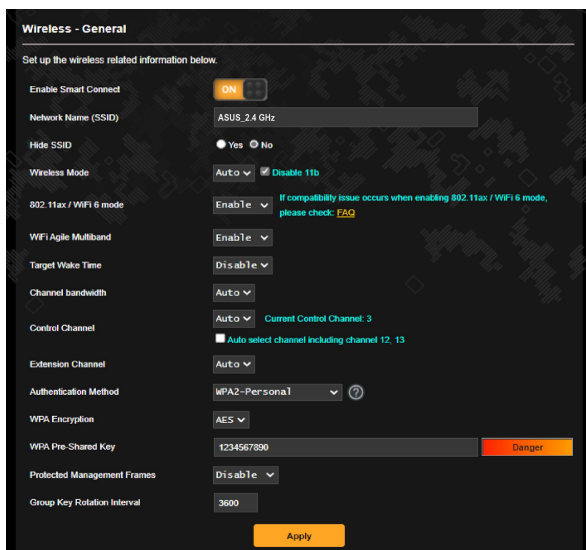 Wireless - General
Set up the wireless related information below.
Enable Smart Connect ON
Network Name (SSID) ASUS_2.4 GHz
Hide SSID Yes No
Wireless Mode Auto Disable 11b
802.11ax / WiFi 6 mode Enable If compatibility issue occurs when enabling 802.11ax / WiFi 6 mode,
please check: FAQ
WiFi Agile Multiband Enable
Target Wake Time Disable
Channel bandwidth Auto
Control Channel Auto Current Control Channel: 3
Auto select channel including channel 12, 13
Extension Channel Auto
Authentication Method WPA2-Personal ?
WPA Encryption AES
WPA Pre-Shared Key 1234567890 Danger
Protected Management Frames Disable
Group Key Rotation Interval 3600
Apply